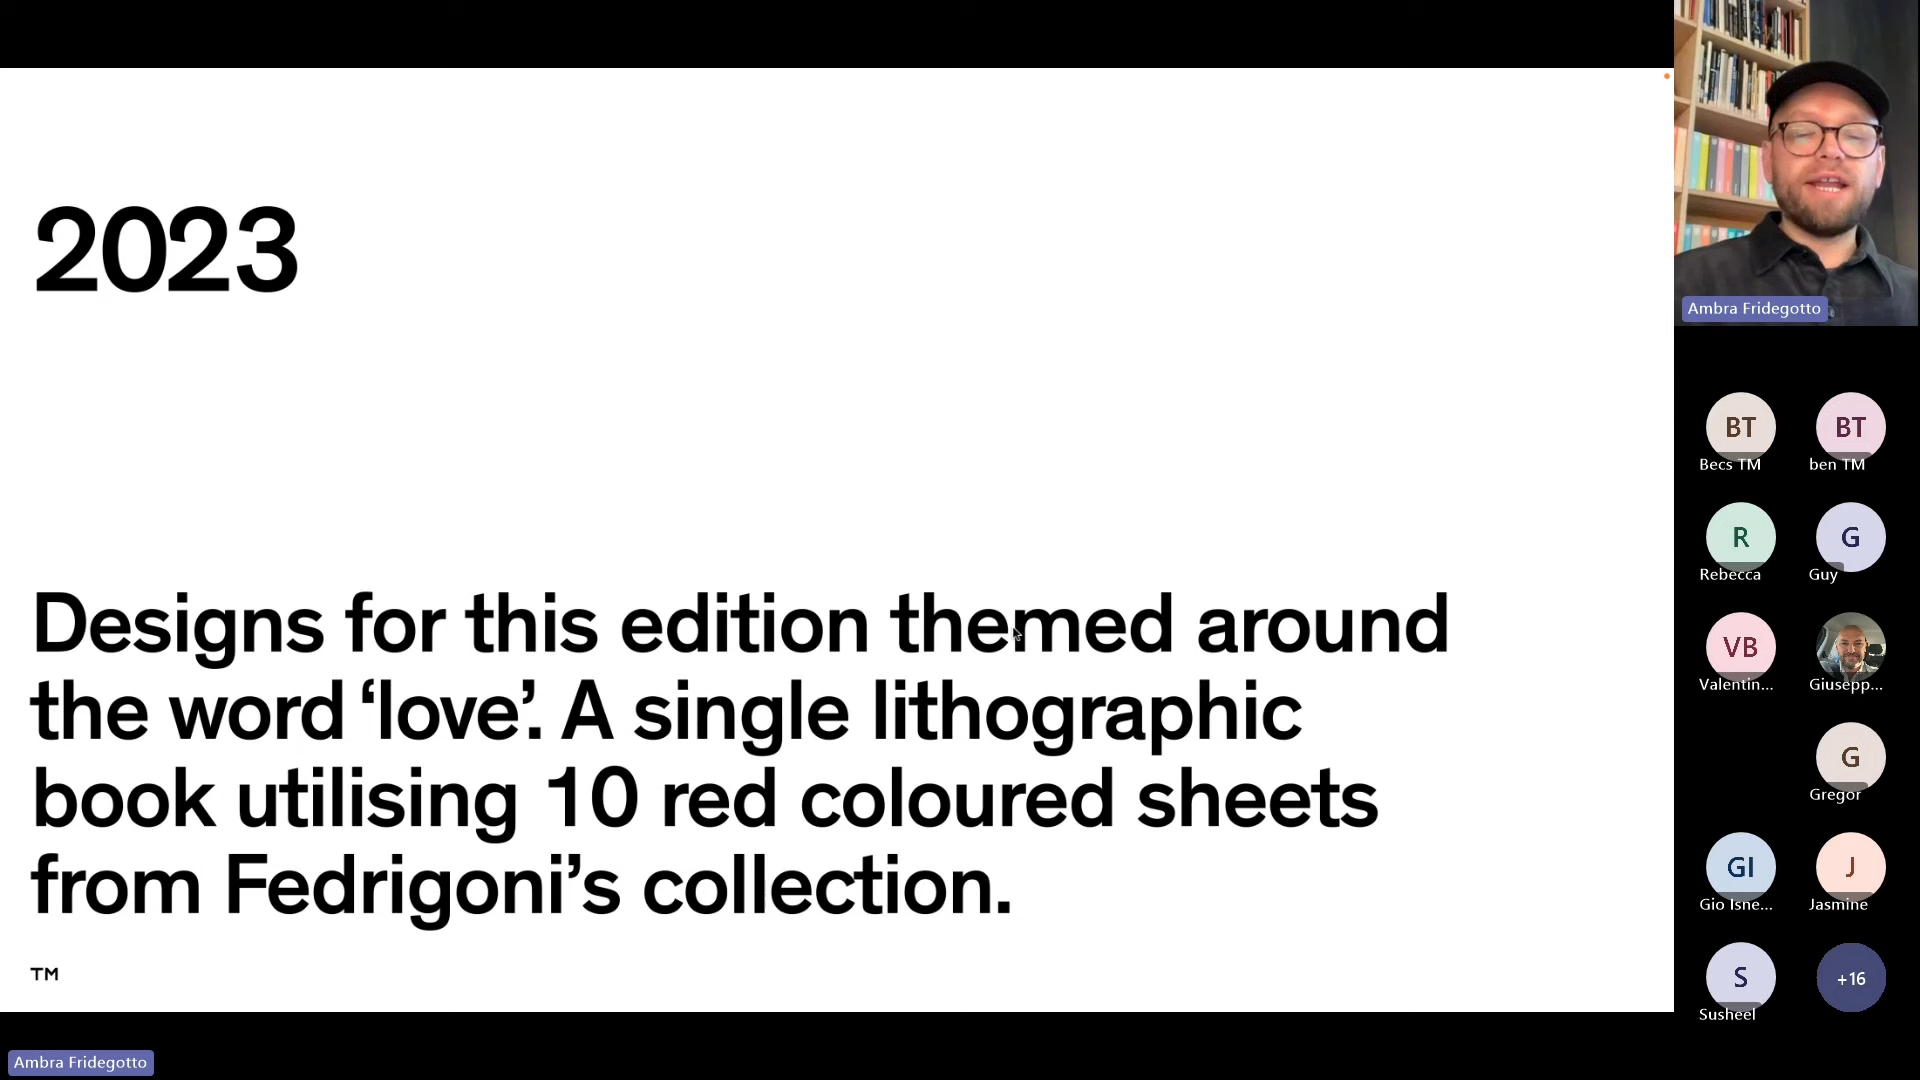 2023
Designs for this edition themed around
the word ‘love’. A single lithographic
book utilising 10 red coloured sheets
from Fedrigoni’s collection.
TM
Ambra Fridegotto
Ambra Fridegotto
BT
Becs TM
BT
ben TM
R
Rebecca
G
Guy
VB
Valentin...
Giusepp...
G
Gregor
GI
Gio Isne...
J
Jasmine
S
Susheel
+16